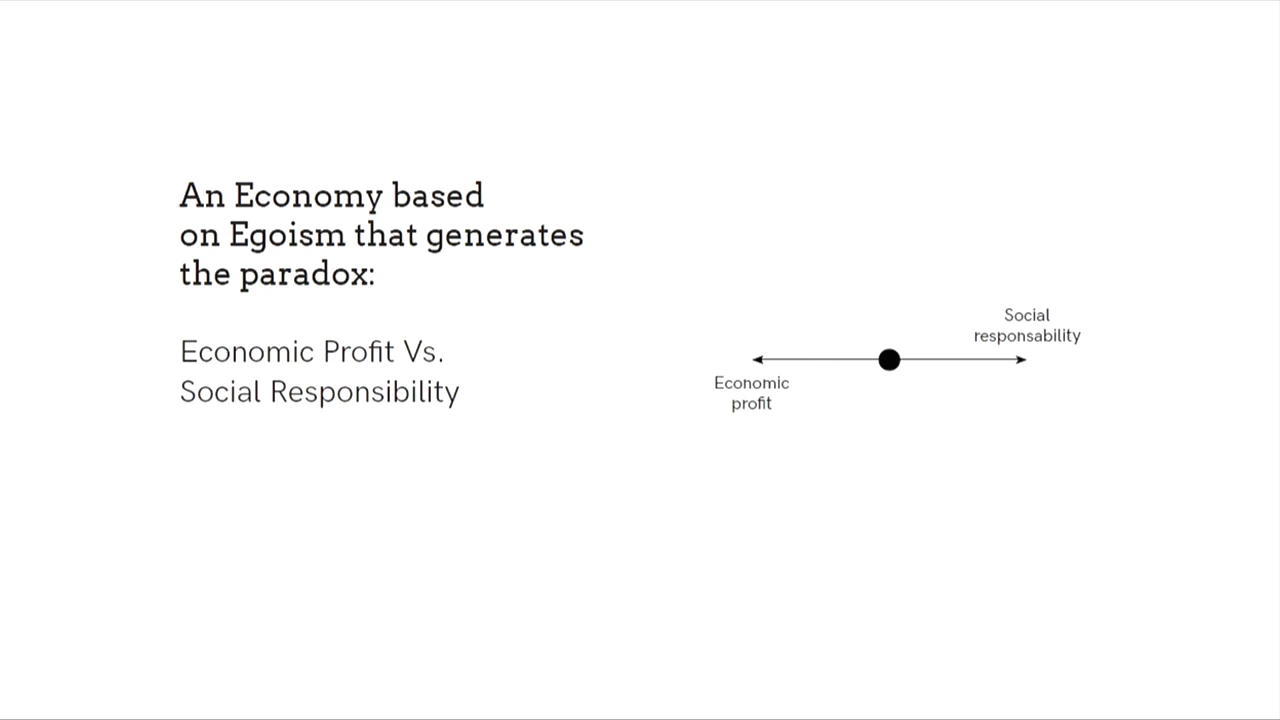 An Economy based
on Egoism that generates
the paradox:
Economic Profit Vs.
Social Responsibility
Social
responsability
Economic
profit